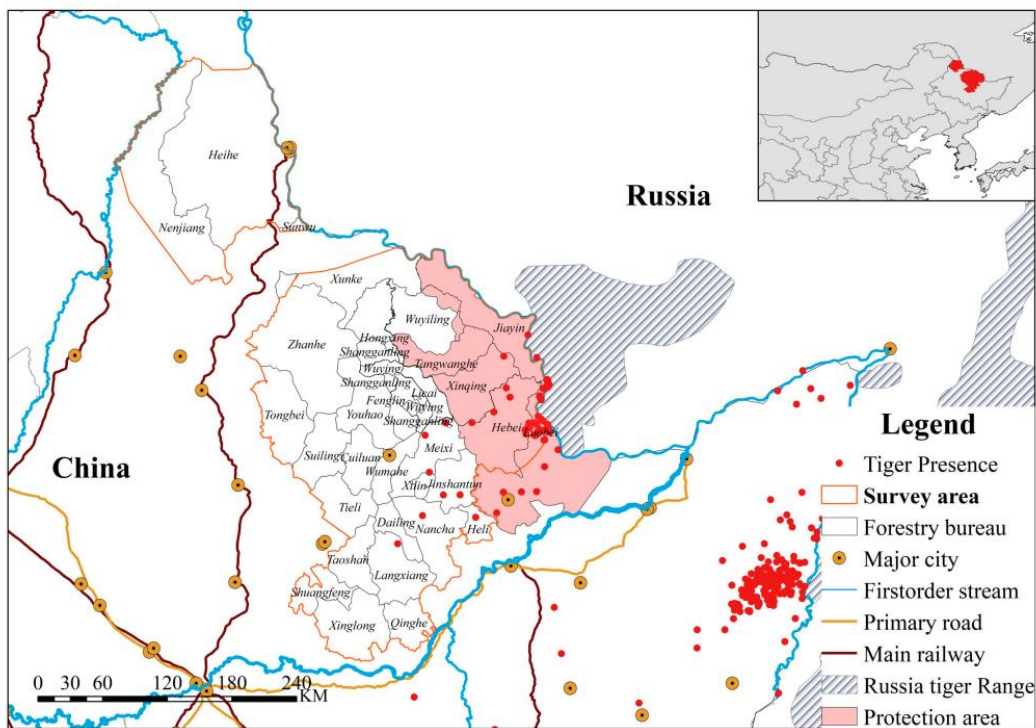 Russia
China
Heihe
Nenjiang
Sunwu
Xunke
Wuyiling
Jiayin
Zhanhe
Hongxing
Shangganling
Tangwanghe
Wuying
Xinqing
Shangganling
Fenglin
Wuying
Tongbei
Youhao
Shangganling
Hebei
Luobei
Meixi
Suiling
Cuiluan
Wumahe
Xilin
Jinshantun
Tieli
Dailing
Nancha
Heli
Taoshan
Langxiang
Shuangfeng
Xinglong
Qinghe
0 30 60 120 180 240
KM
Legend
Tiger Presence
Survey area
Forestry bureau
Major city
Firstorder stream
Primary road
Main railway
Russia tiger Range
Protection area